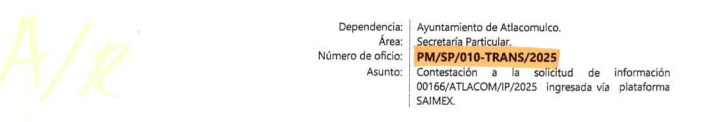 A/R
Dependencia: Ayuntamiento de Atlacomulco.
Área: Secretaría Particular.
Número de oficio: PM/SP/010-TRANS/2025
Asunto: Contestación a la solicitud de información
00166/ATLACOM/IP/2025 ingresada vía plataforma
SAIMEX.